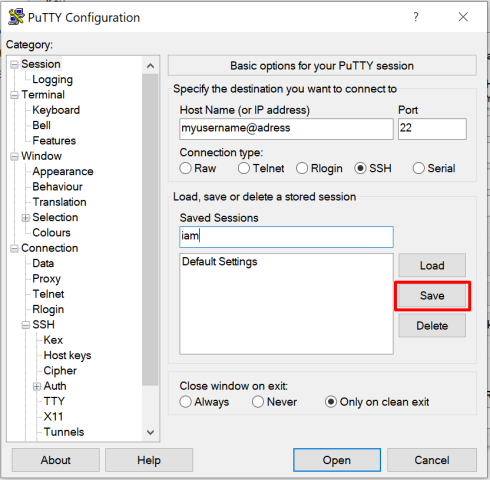 PuTTY Configuration
?
Category:
Session
Logging
Terminal
Keyboard
Bell
Features
Window
Appearance
Behaviour
Translation
Selection
Colours
Connection
Data
Proxy
Telnet
Rlogin
SSH
Kex
Host keys
Cipher
Auth
TTY
X11
Tunnels
Basic options for your PuTTY session
Specify the destination you want to connect to
Host Name (or IP address) Port
myusername@adress 22
Connection type:
Raw Telnet Rlogin SSH Serial
Load, save or delete a stored session
Saved Sessions
iam
Default Settings
Load
Save
Delete
Close window on exit:
Always Never Only on clean exit
About Help Open Cancel